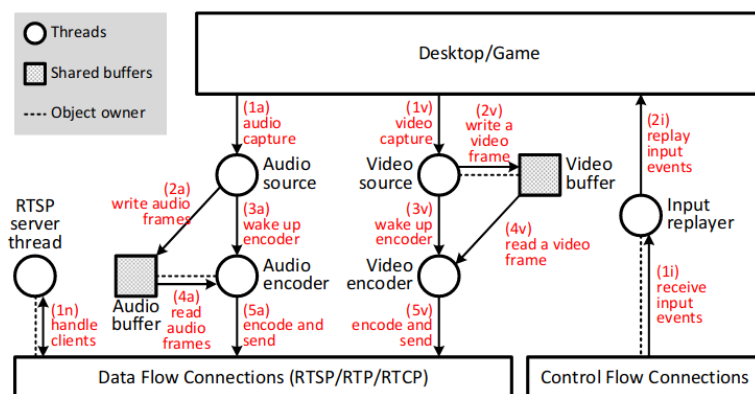 Threads
Shared buffers
Object owner
Desktop/Game
(1a)
audio
capture
(1v)
video
capture
(2v)
write a
video
frame
(2i)
replay
input
events
Audio
source
Video
source
Video
buffer
(2a)
write audio
frames
RTSP
server
thread
(3a)
wake up
encoder
(3v)
wake up
encoder
(4v)
read a video
frame
Input
replayer
Audio
encoder
Video
encoder
Audio
buffer
(4a)
read
audio
frames
(1n)
handle
clients
(5a)
encode and
send
(5v)
encode and
send
(1i)
receive
input
events
Data Flow Connections (RTSP/RTP/RTCP)
Control Flow Connections